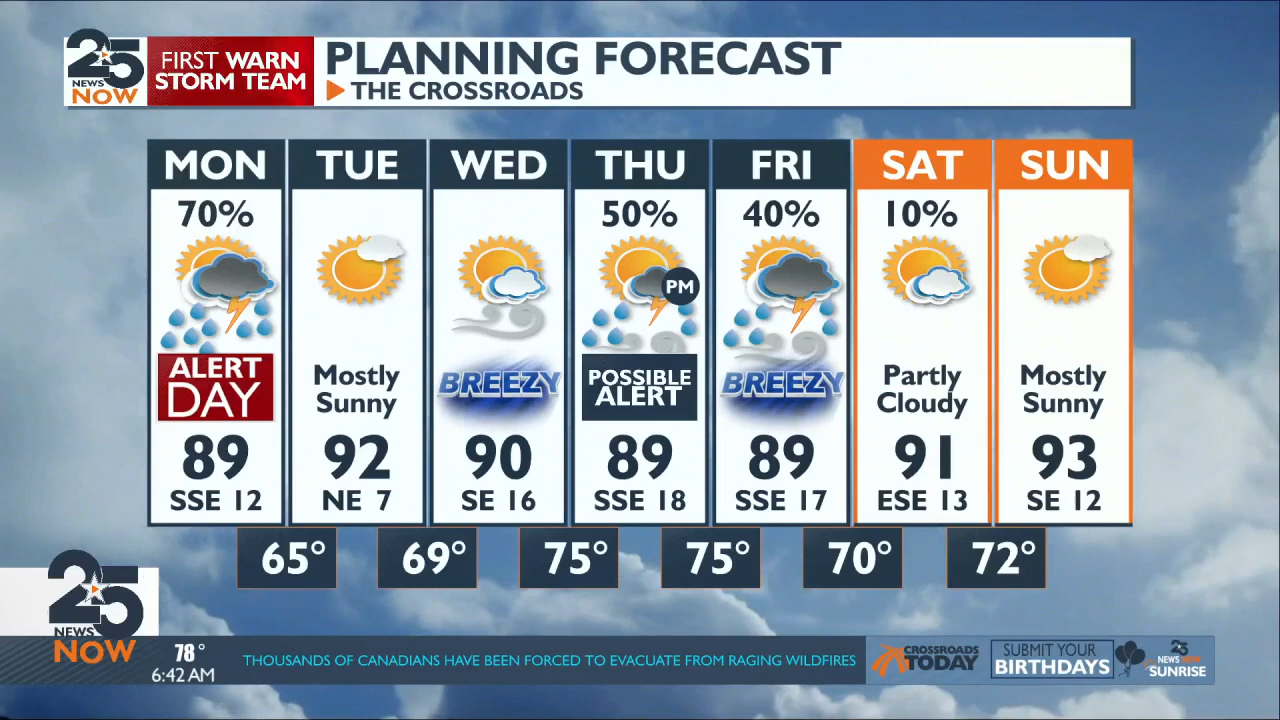 25
NEWS
NOW
FIRST WARN
STORM TEAM
PLANNING FORECAST
THE CROSSROADS
MON TUE WED THU FRI SAT SUN
70% 50% 40% 10%
PM
ALERT
DAY
Mostly
Sunny
BREEZY
POSSIBLE
ALERT
BREEZY
Partly
Cloudy
Mostly
Sunny
89 92 90 89 89 91 93
SSE 12 NE 7 SE 16 SSE 18 SSE 17 ESE 13 SE 12
65° 69° 75° 75° 70° 72°
25
NEWS
NOW
78°
6:42 AM
THOUSANDS OF CANADIANS HAVE BEEN FORCED TO EVACUATE FROM RAGING WILDFIRES
CROSSROADS
TODAY
SUBMIT YOUR
BIRTHDAYS
25
NEWS NOW
SUNRISE